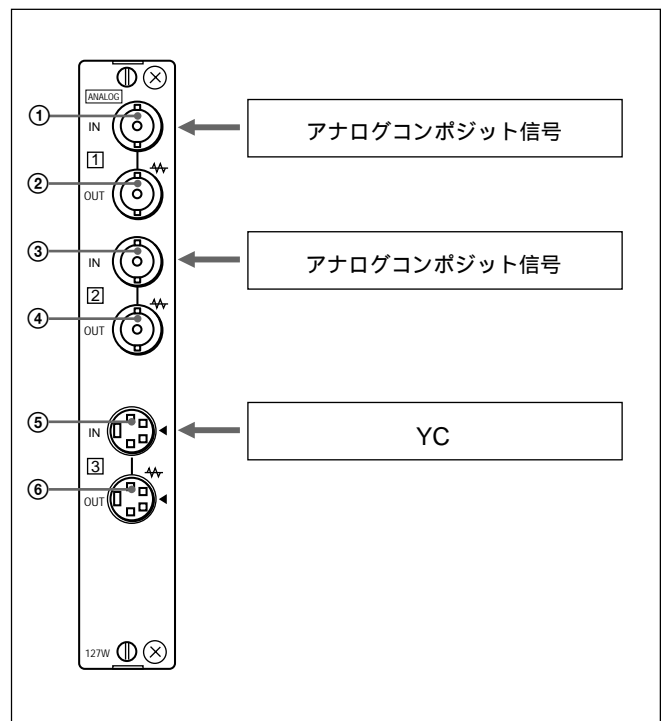 ANALOG
① IN アナログコンポジット信号
1
② OUT
③ IN アナログコンポジット信号
2
④ OUT
⑤ IN YC
3
⑥ OUT
127W